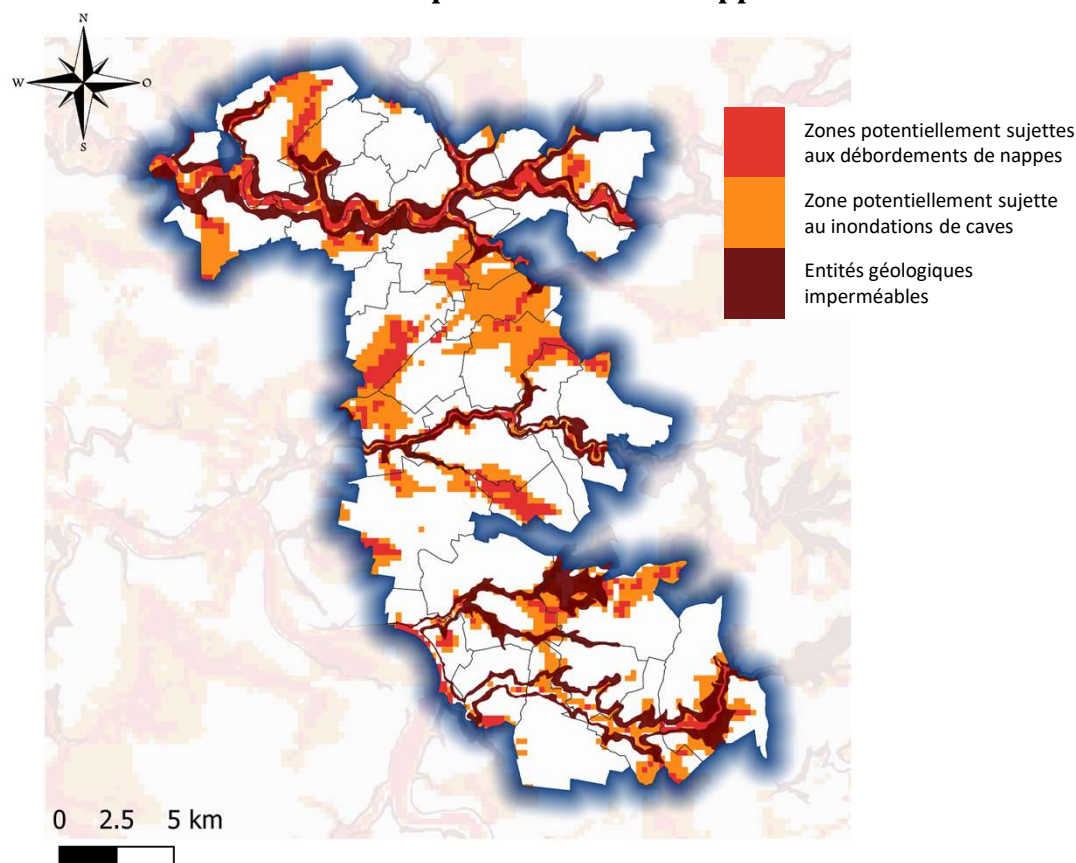 N
W
O
S
Zones potentiellement sujettes
aux débordements de nappes
Zone potentiellement sujette
au inondations de caves
Entités géologiques
imperméables
0 2.5 5 km